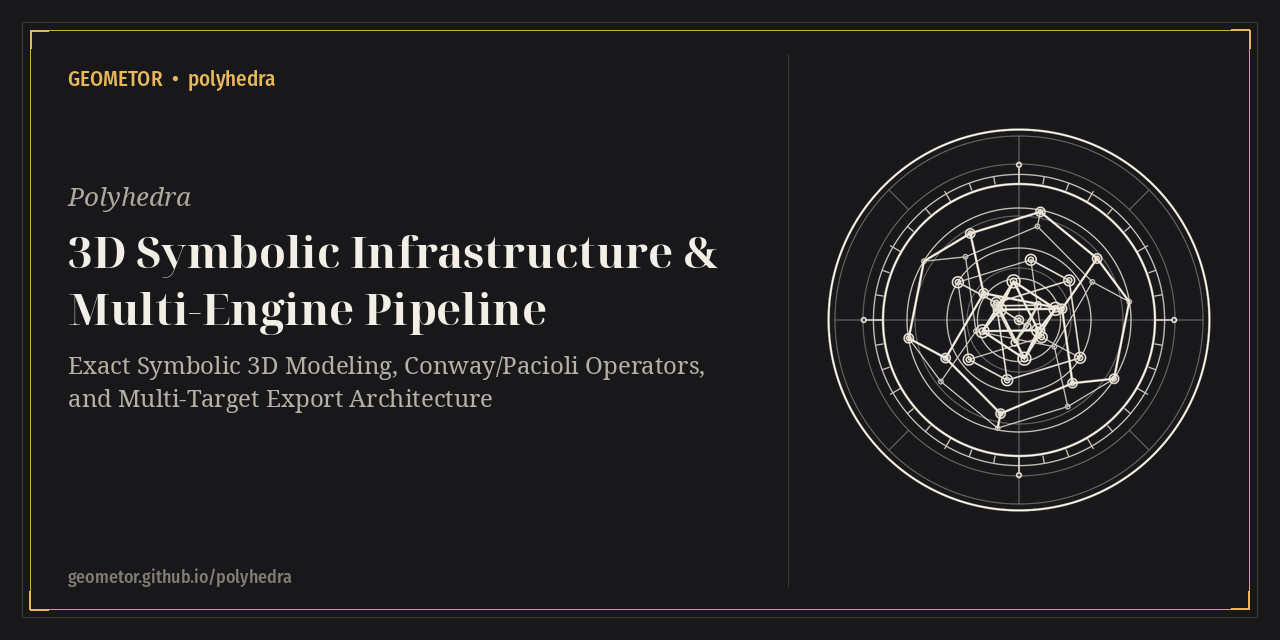 GEOMETOR • polyhedra
Polyhedra
3D Symbolic Infrastructure &
Multi-Engine Pipeline
Exact Symbolic 3D Modeling, Conway/Pacioli Operators,
and Multi-Target Export Architecture
geometor.github.io/polyhedra